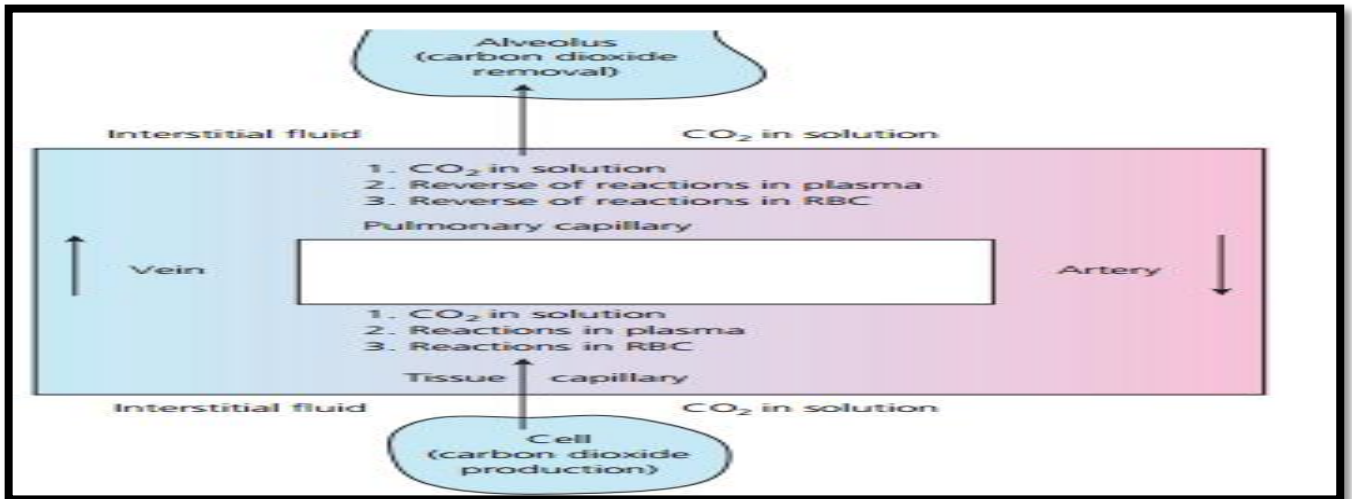 Alveolus
(carbon dioxide
removal)
Interstitial fluid
CO₂ in solution
1. CO₂ in solution
2. Reverse of reactions in plasma
3. Reverse of reactions in RBC
Pulmonary capillary
Vein
Artery
1. CO₂ in solution
2. Reactions in plasma
3. Reactions in RBC
Tissue capillary
Interstitial fluid
CO₂ in solution
Cell
(carbon dioxide
production)